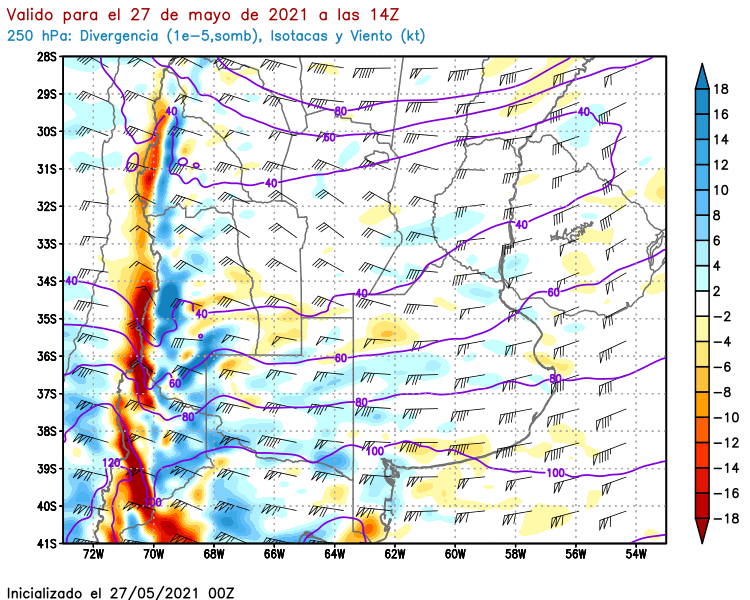 Valido para el 27 de mayo de 2021 a las 14Z
250 hPa: Divergencia (1e−5,somb), Isotacas y Viento (kt)
28S
29S
30S
31S
32S
33S
34S
35S
36S
37S
38S
39S
40S
41S
72W 70W 68W 66W 64W 62W 60W 58W 56W 54W
80
60
40
40
40
40
40
40
40
60
60
60
80
80
80
100
100
100
120
18
16
14
12
10
8
6
4
2
−2
−4
−6
−8
−10
−12
−14
−16
−18
Inicializado el 27/05/2021 00Z